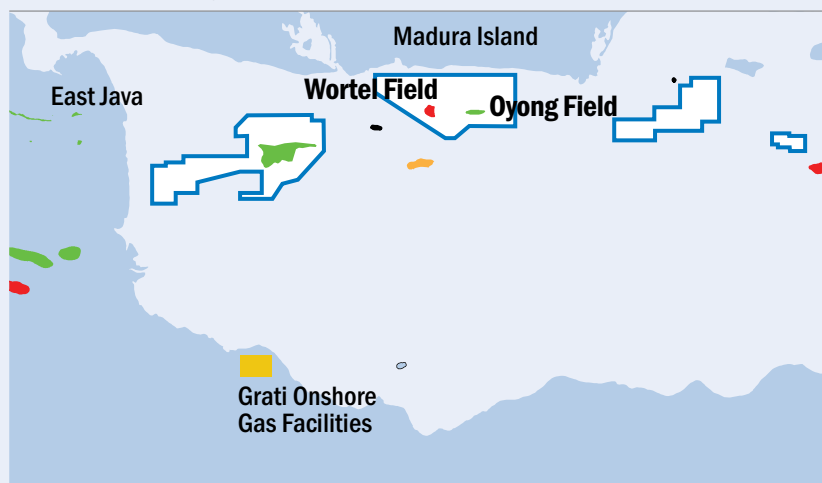 Madura Island
East Java
Wortel Field
Oyong Field
Grati Onshore
Gas Facilities